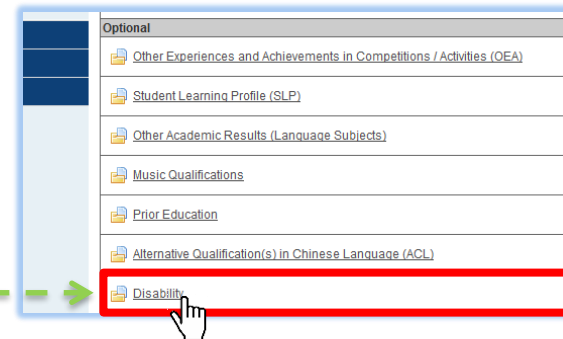 Optional
Other Experiences and Achievements in Competitions / Activities (OEA)
Student Learning Profile (SLP)
Other Academic Results (Language Subjects)
Music Qualifications
Prior Education
Alternative Qualification(s) in Chinese Language (ACL)
Disability